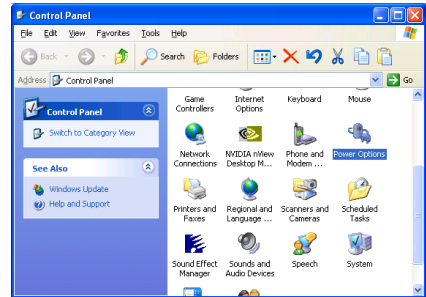 Control Panel
File Edit View Favorites Tools Help
Back Search Folders
Address Control Panel Go
Control Panel
Switch to Category View
See Also
Windows Update
Help and Support
Game Controllers
Internet Options
Keyboard
Mouse
Network Connections
NVIDIA nView Desktop M...
Phone and Modem ...
Power Options
Printers and Faxes
Regional and Language ...
Scanners and Cameras
Scheduled Tasks
Sound Effect Manager
Sounds and Audio Devices
Speech
System